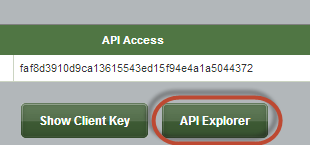 API Access
faf8d3910d9ca13615543ed15f94e4a1a5044372
Show Client Key
API Explorer